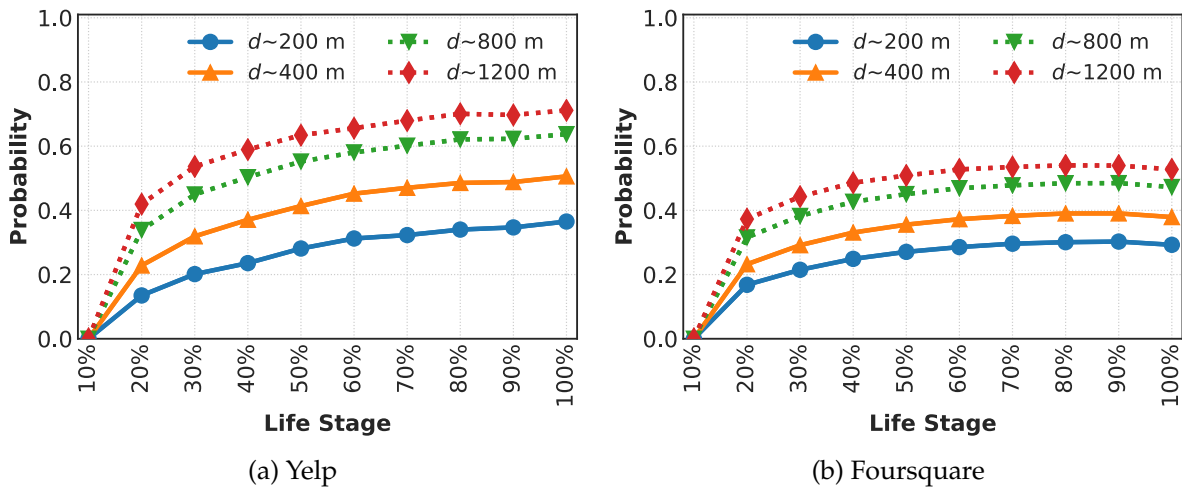 1.0
0.8
0.6
0.4
0.2
0.0
Probability
d~200 m
d~400 m
d~800 m
d~1200 m
10%
20%
30%
40%
50%
60%
70%
80%
90%
100%
Life Stage
(a) Yelp
1.0
0.8
0.6
0.4
0.2
0.0
Probability
d~200 m
d~400 m
d~800 m
d~1200 m
10%
20%
30%
40%
50%
60%
70%
80%
90%
100%
Life Stage
(b) Foursquare